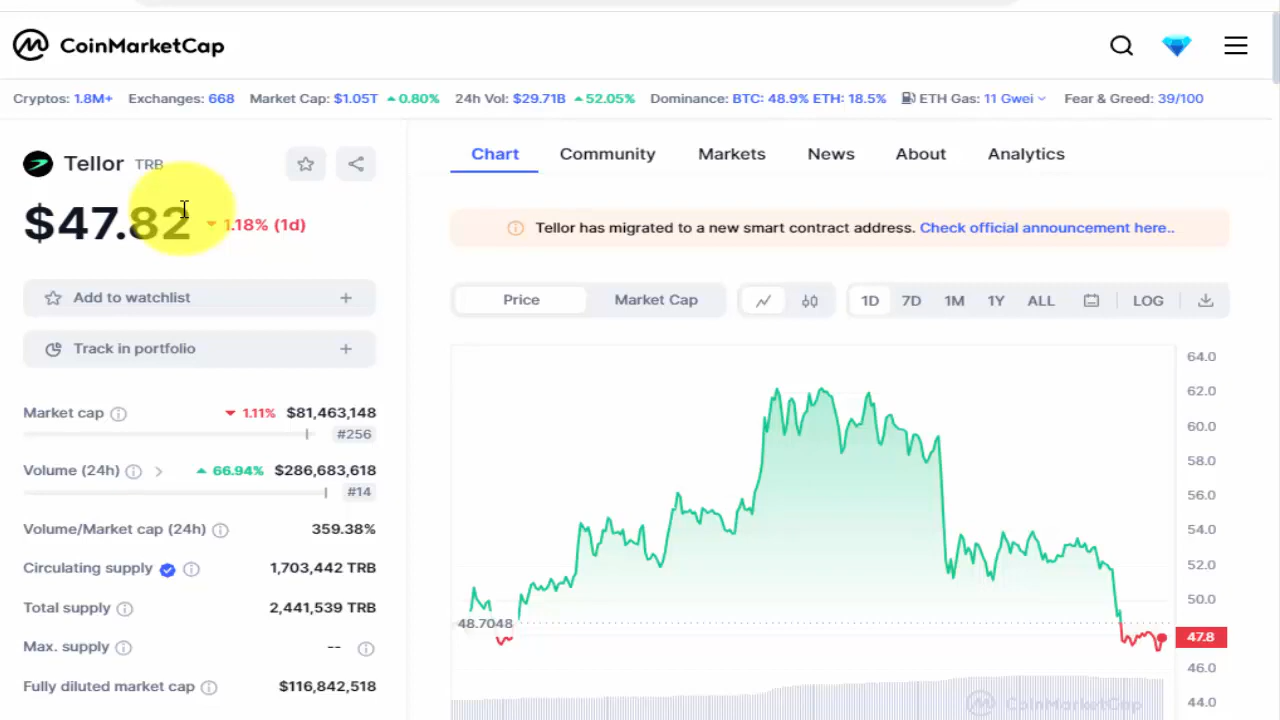 CoinMarketCap
Cryptos: 1.8M+ Exchanges: 668 Market Cap: $1.05T 0.80% 24h Vol: $29.71B 52.05% Dominance: BTC: 48.9% ETH: 18.5% ETH Gas: 11 Gwei Fear & Greed: 39/100
Tellor TRB
$47.82 1.18% (1d)
Add to watchlist +
Track in portfolio +
Market cap 1.11% $81,463,148
#256
Volume (24h) 66.94% $286,683,618
#14
Volume/Market cap (24h) 359.38%
Circulating supply 1,703,442 TRB
Total supply 2,441,539 TRB
Max. supply --
Fully diluted market cap $116,842,518
Chart Community Markets News About Analytics
Tellor has migrated to a new smart contract address. Check official announcement here..
Price Market Cap 1D 7D 1M 1Y ALL LOG
64.0
62.0
60.0
58.0
56.0
54.0
52.0
50.0
48.7048
47.8
46.0
44.0
CoinMarketCap